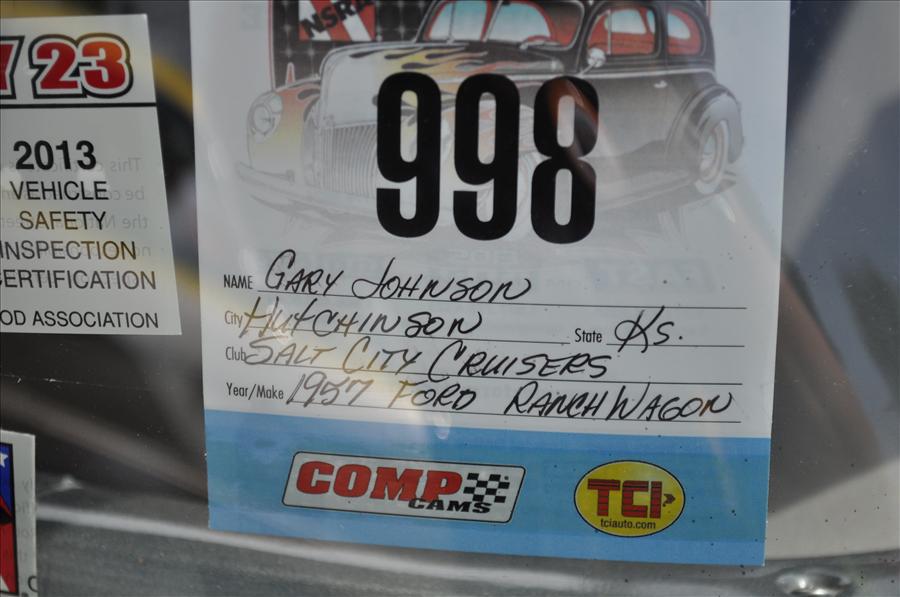 Y 23
2013
VEHICLE
SAFETY
INSPECTION
CERTIFICATION
OD ASSOCIATION
NSRA
998
NAME GARY JOHNSON
City HUTCHINSON State KS.
Club SALT CITY CRUISERS
Year/Make 1957 FORD RANCH WAGON
COMP
CAMS
TCI
tciauto.com